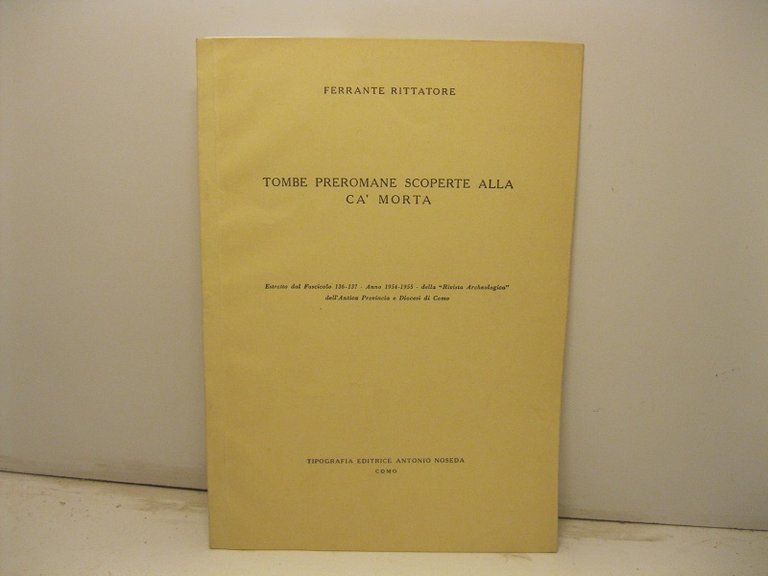 FERRANTE RITTATORE
TOMBE PREROMANE SCOPERTE ALLA
CA' MORTA
Estratto dal Fascicolo 136-137 - Anno 1954-1955 - della "Rivista Archeologica"
dell'Antica Provincia e Diocesi di Como
TIPOGRAFIA EDITRICE ANTONIO NOSEDA
COMO